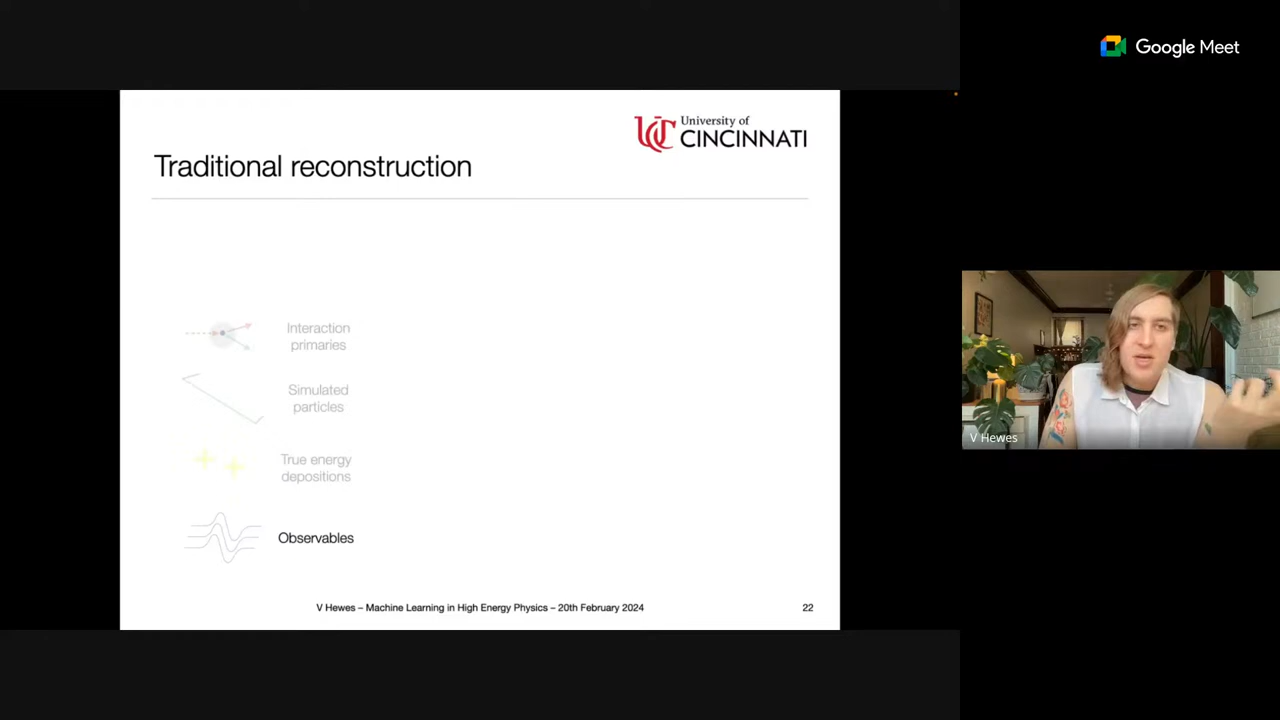 Google Meet
University of
CINCINNATI
Traditional reconstruction
Interaction
primaries
Simulated
particles
True energy
depositions
Observables
V Hewes – Machine Learning in High Energy Physics – 20th February 2024
22
V Hewes